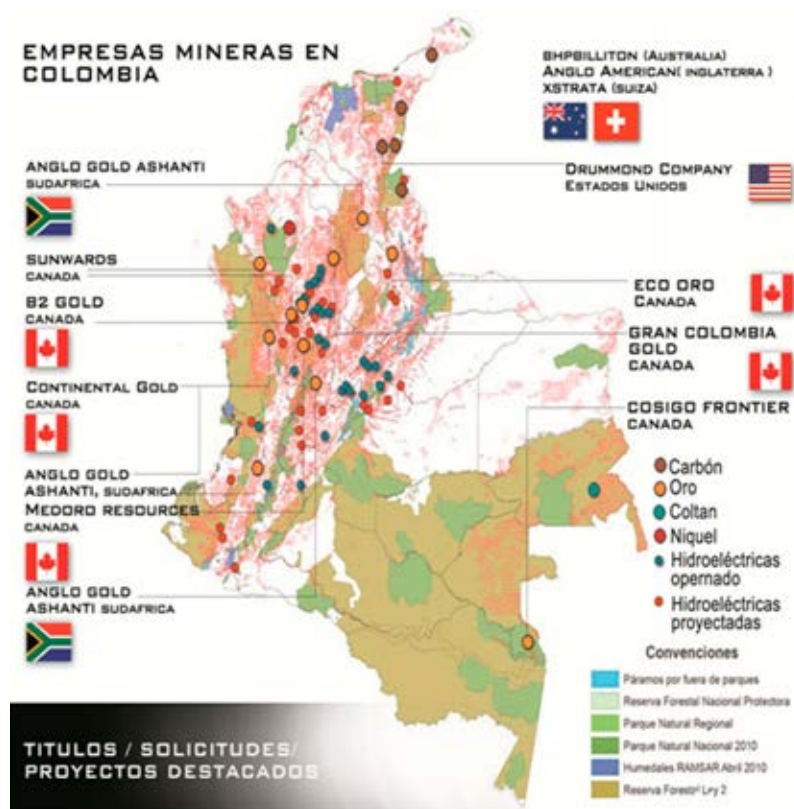 EMPRESAS MINERAS EN
COLOMBIA
BHPBILLITON (AUSTRALIA)
ANGLO AMERICAN( INGLATERRA )
XSTRATA (SUIZA)
ANGLO GOLD ASHANTI
SUDAFRICA
DRUMMOND COMPANY
ESTADOS UNIDOS
SUNWARDS
CANADA
B2 GOLD
CANADA
ECO ORO
CANADA
GRAN COLOMBIA
GOLD
CANADA
CONTINENTAL GOLD
CANADA
COSIGO FRONTIER
CANADA
ANGLO GOLD
ASHANTI, SUDAFRICA
MEDORO RESOURCES
CANADA
ANGLO GOLD
ASHANTI SUDAFRICA
Carbón
Oro
Coltan
Niquel
Hidroeléctricas
opernado
Hidroeléctricas
proyectadas
Convenciones
Páramos por fuera de parques
Reserva Forestal Nacional Protectora
Parque Natural Regional
Parque Natural Nacional 2010
Humedales RAMSAR Abril 2010
Reserva Forestal Ley 2
TITULOS / SOLICITUDES/
PROYECTOS DESTACADOS